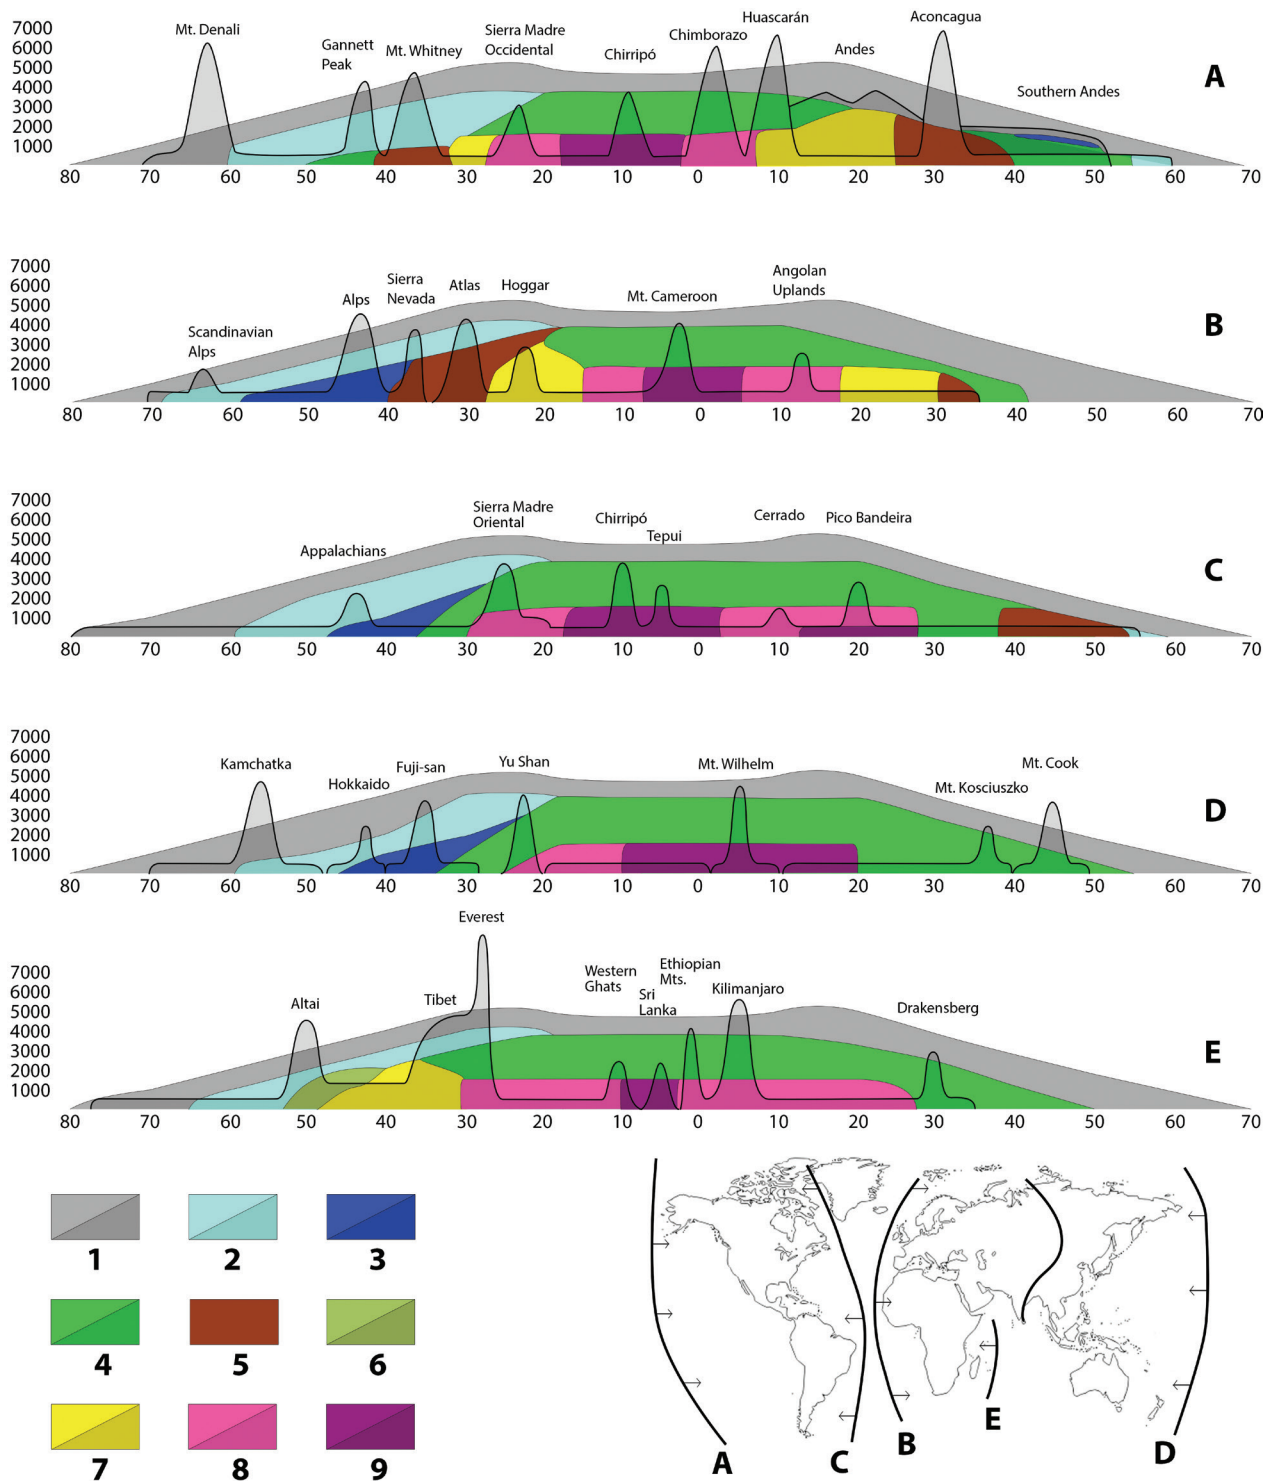 Mt. Denali
Gannett
Peak
Mt. Whitney
Sierra Madre
Occidental
Chirripó
Chimborazo
Huascarán
Andes
Aconcagua
Southern Andes
A
7000
6000
5000
4000
3000
2000
1000
80 70 60 50 40 30 20 10 0 10 20 30 40 50 60 70
Scandinavian
Alps
Alps
Sierra
Nevada
Atlas
Hoggar
Mt. Cameroon
Angolan
Uplands
B
7000
6000
5000
4000
3000
2000
1000
80 70 60 50 40 30 20 10 0 10 20 30 40 50 60 70
Appalachians
Sierra Madre
Oriental
Chirripó
Tepui
Cerrado
Pico Bandeira
C
7000
6000
5000
4000
3000
2000
1000
80 70 60 50 40 30 20 10 0 10 20 30 40 50 60 70
Kamchatka
Hokkaido
Fuji-san
Yu Shan
Mt. Wilhelm
Mt. Kosciuszko
Mt. Cook
D
7000
6000
5000
4000
3000
2000
1000
80 70 60 50 40 30 20 10 0 10 20 30 40 50 60 70
Altai
Tibet
Everest
Western
Ghats
Sri
Lanka
Ethiopian
Mts.
Kilimanjaro
Drakensberg
E
7000
6000
5000
4000
3000
2000
1000
80 70 60 50 40 30 20 10 0 10 20 30 40 50 60 70
1 2 3
4 5 6
7 8 9
A C B E D